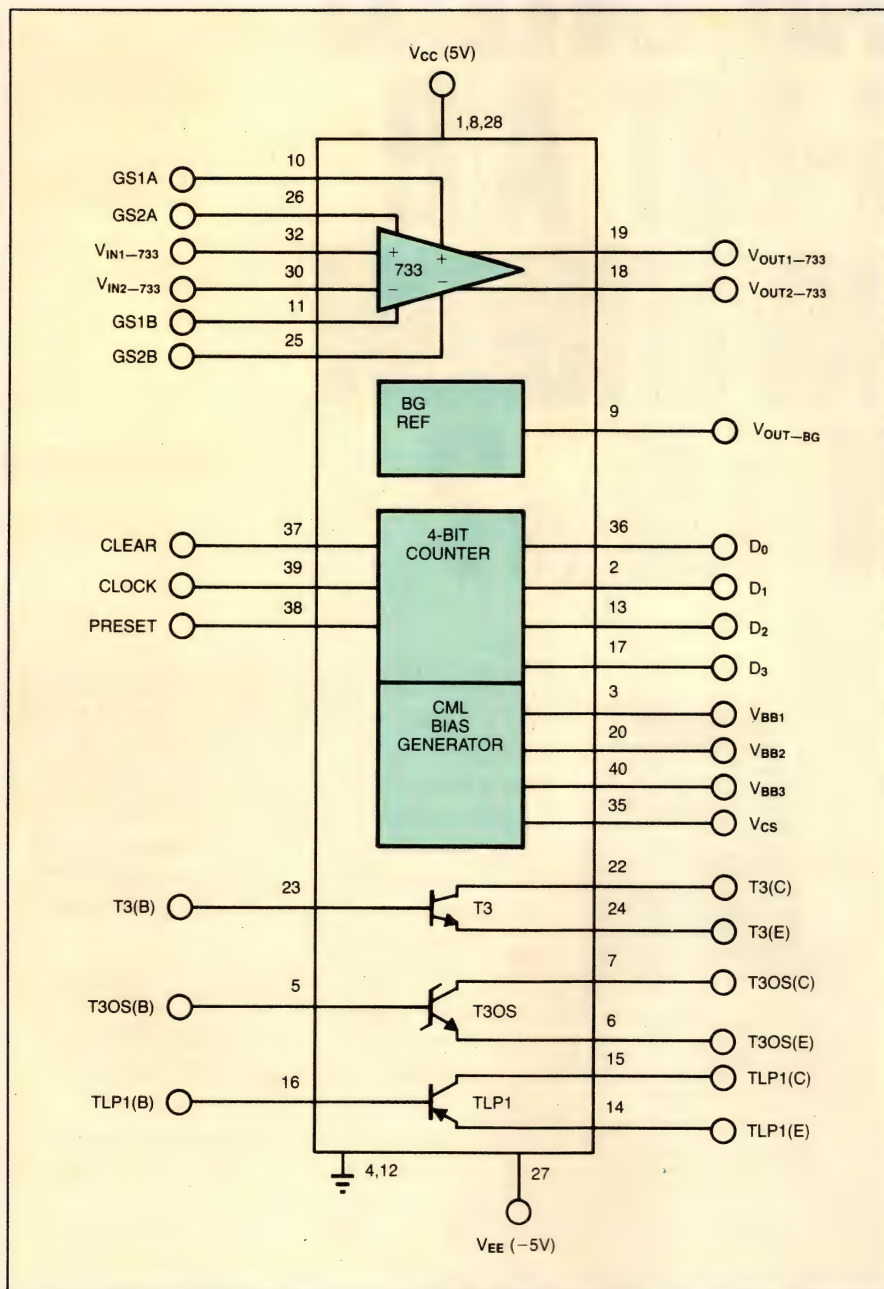 VCC (5V)
1,8,28
GS1A 10
GS2A 26
VIN1—733 32 + + 19 VOUT1—733
733
VIN2—733 30 − − 18 VOUT2—733
GS1B 11
GS2B 25
BG
REF
9 VOUT—BG
CLEAR 37 4-BIT 36 D0
COUNTER
CLOCK 39 2 D1
PRESET 38 13 D2
17 D3
CML
BIAS
GENERATOR
3 VBB1
20 VBB2
40 VBB3
35 VCS
T3(B) 23 T3 22 T3(C)
24 T3(E)
T3OS(B) 5 T3OS 7 T3OS(C)
6 T3OS(E)
TLP1(B) 16 TLP1 15 TLP1(C)
14 TLP1(E)
4,12
27
VEE (−5V)